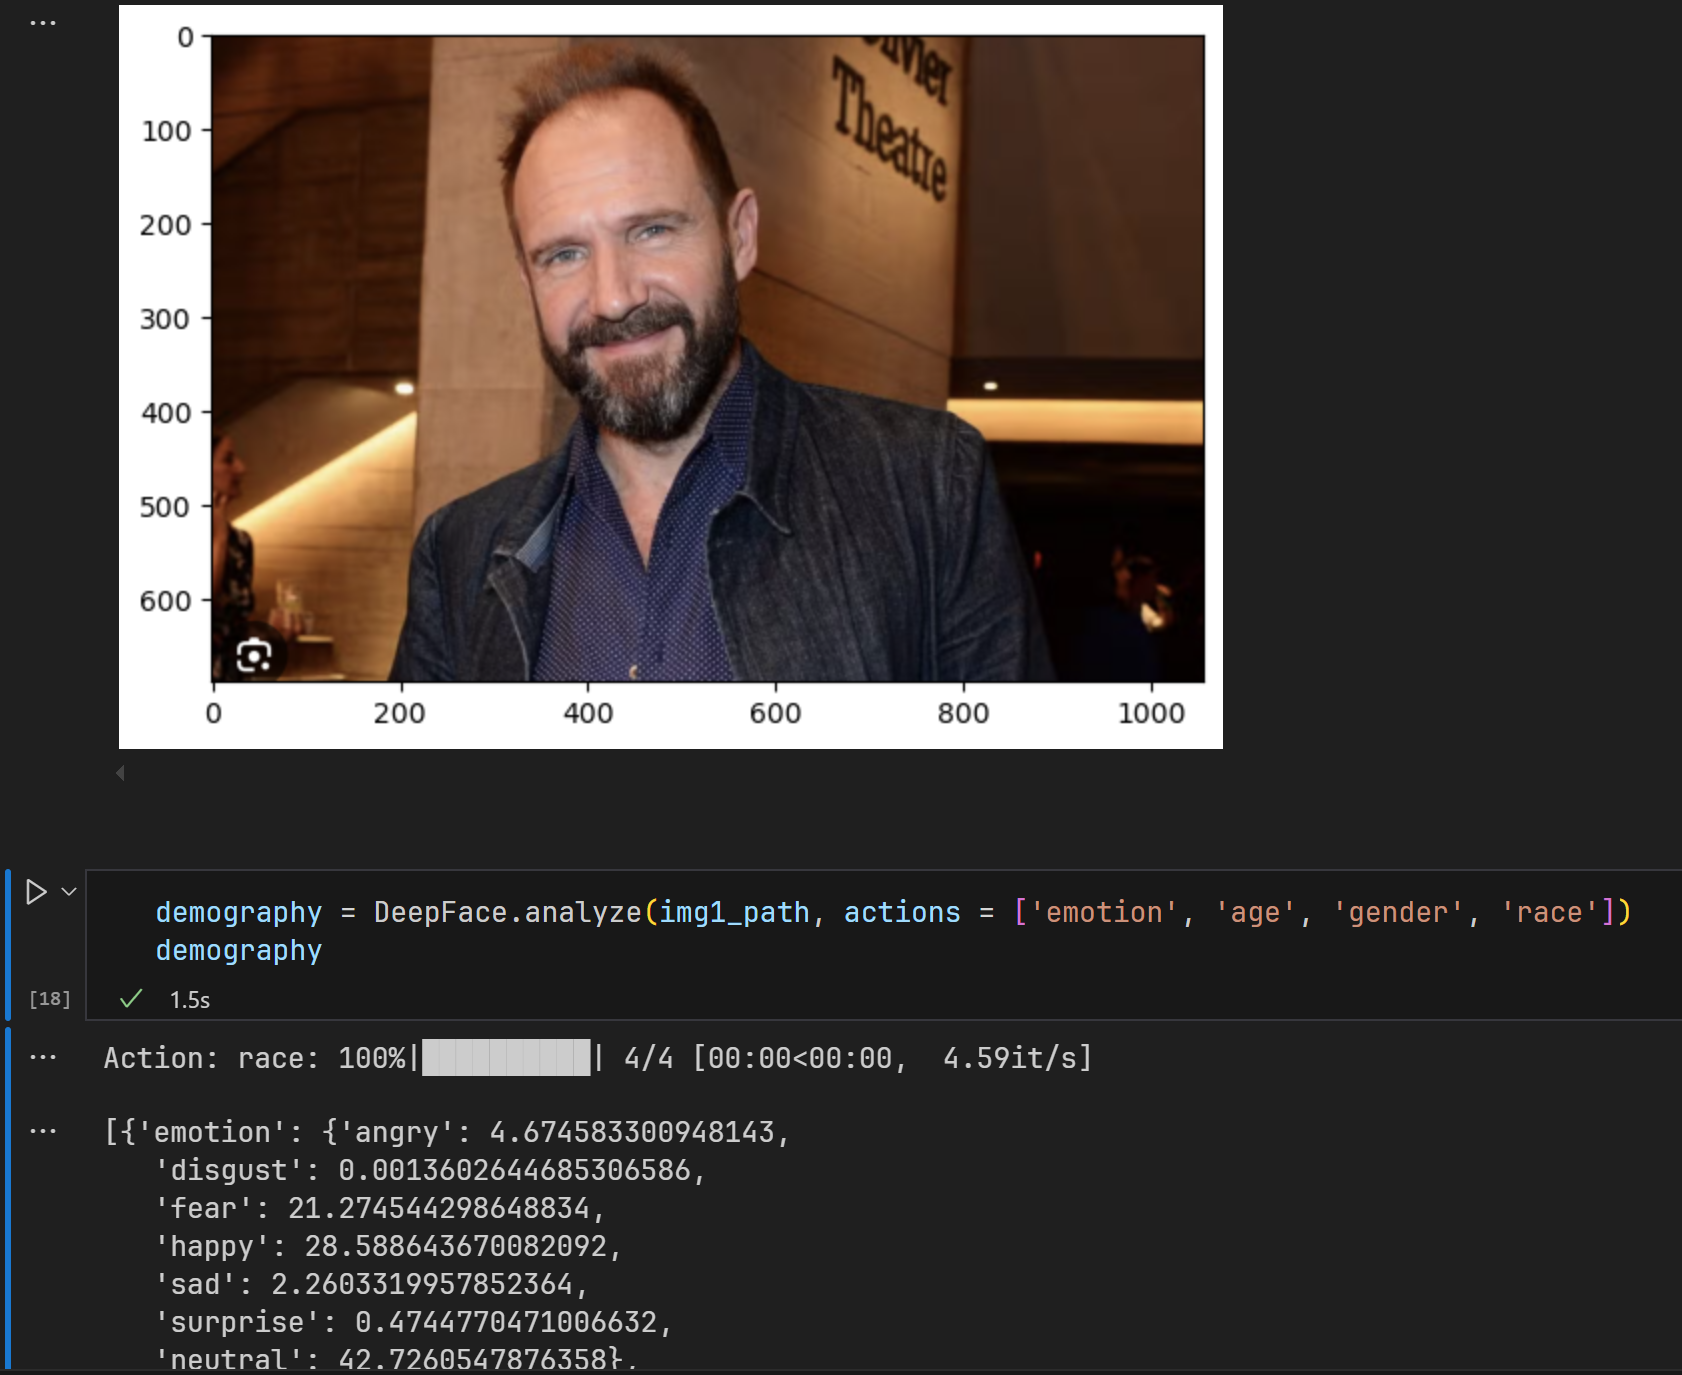 ...
0
100
200
300
400
500
600
0
200
400
600
800
1000
Theatre
demography = DeepFace.analyze(img1_path, actions = ['emotion', 'age', 'gender', 'race'])
demography
[18]
1.5s
...
Action: race: 100%|██████████| 4/4 [00:00<00:00,  4.59it/s]
...
[{'emotion': {'angry': 4.674583300948143,
'disgust': 0.0013602644685306586,
'fear': 21.274544298648834,
'happy': 28.588643670082092,
'sad': 2.2603319957852364,
'surprise': 0.4744770471006632,
'neutral': 42.7260547876358},